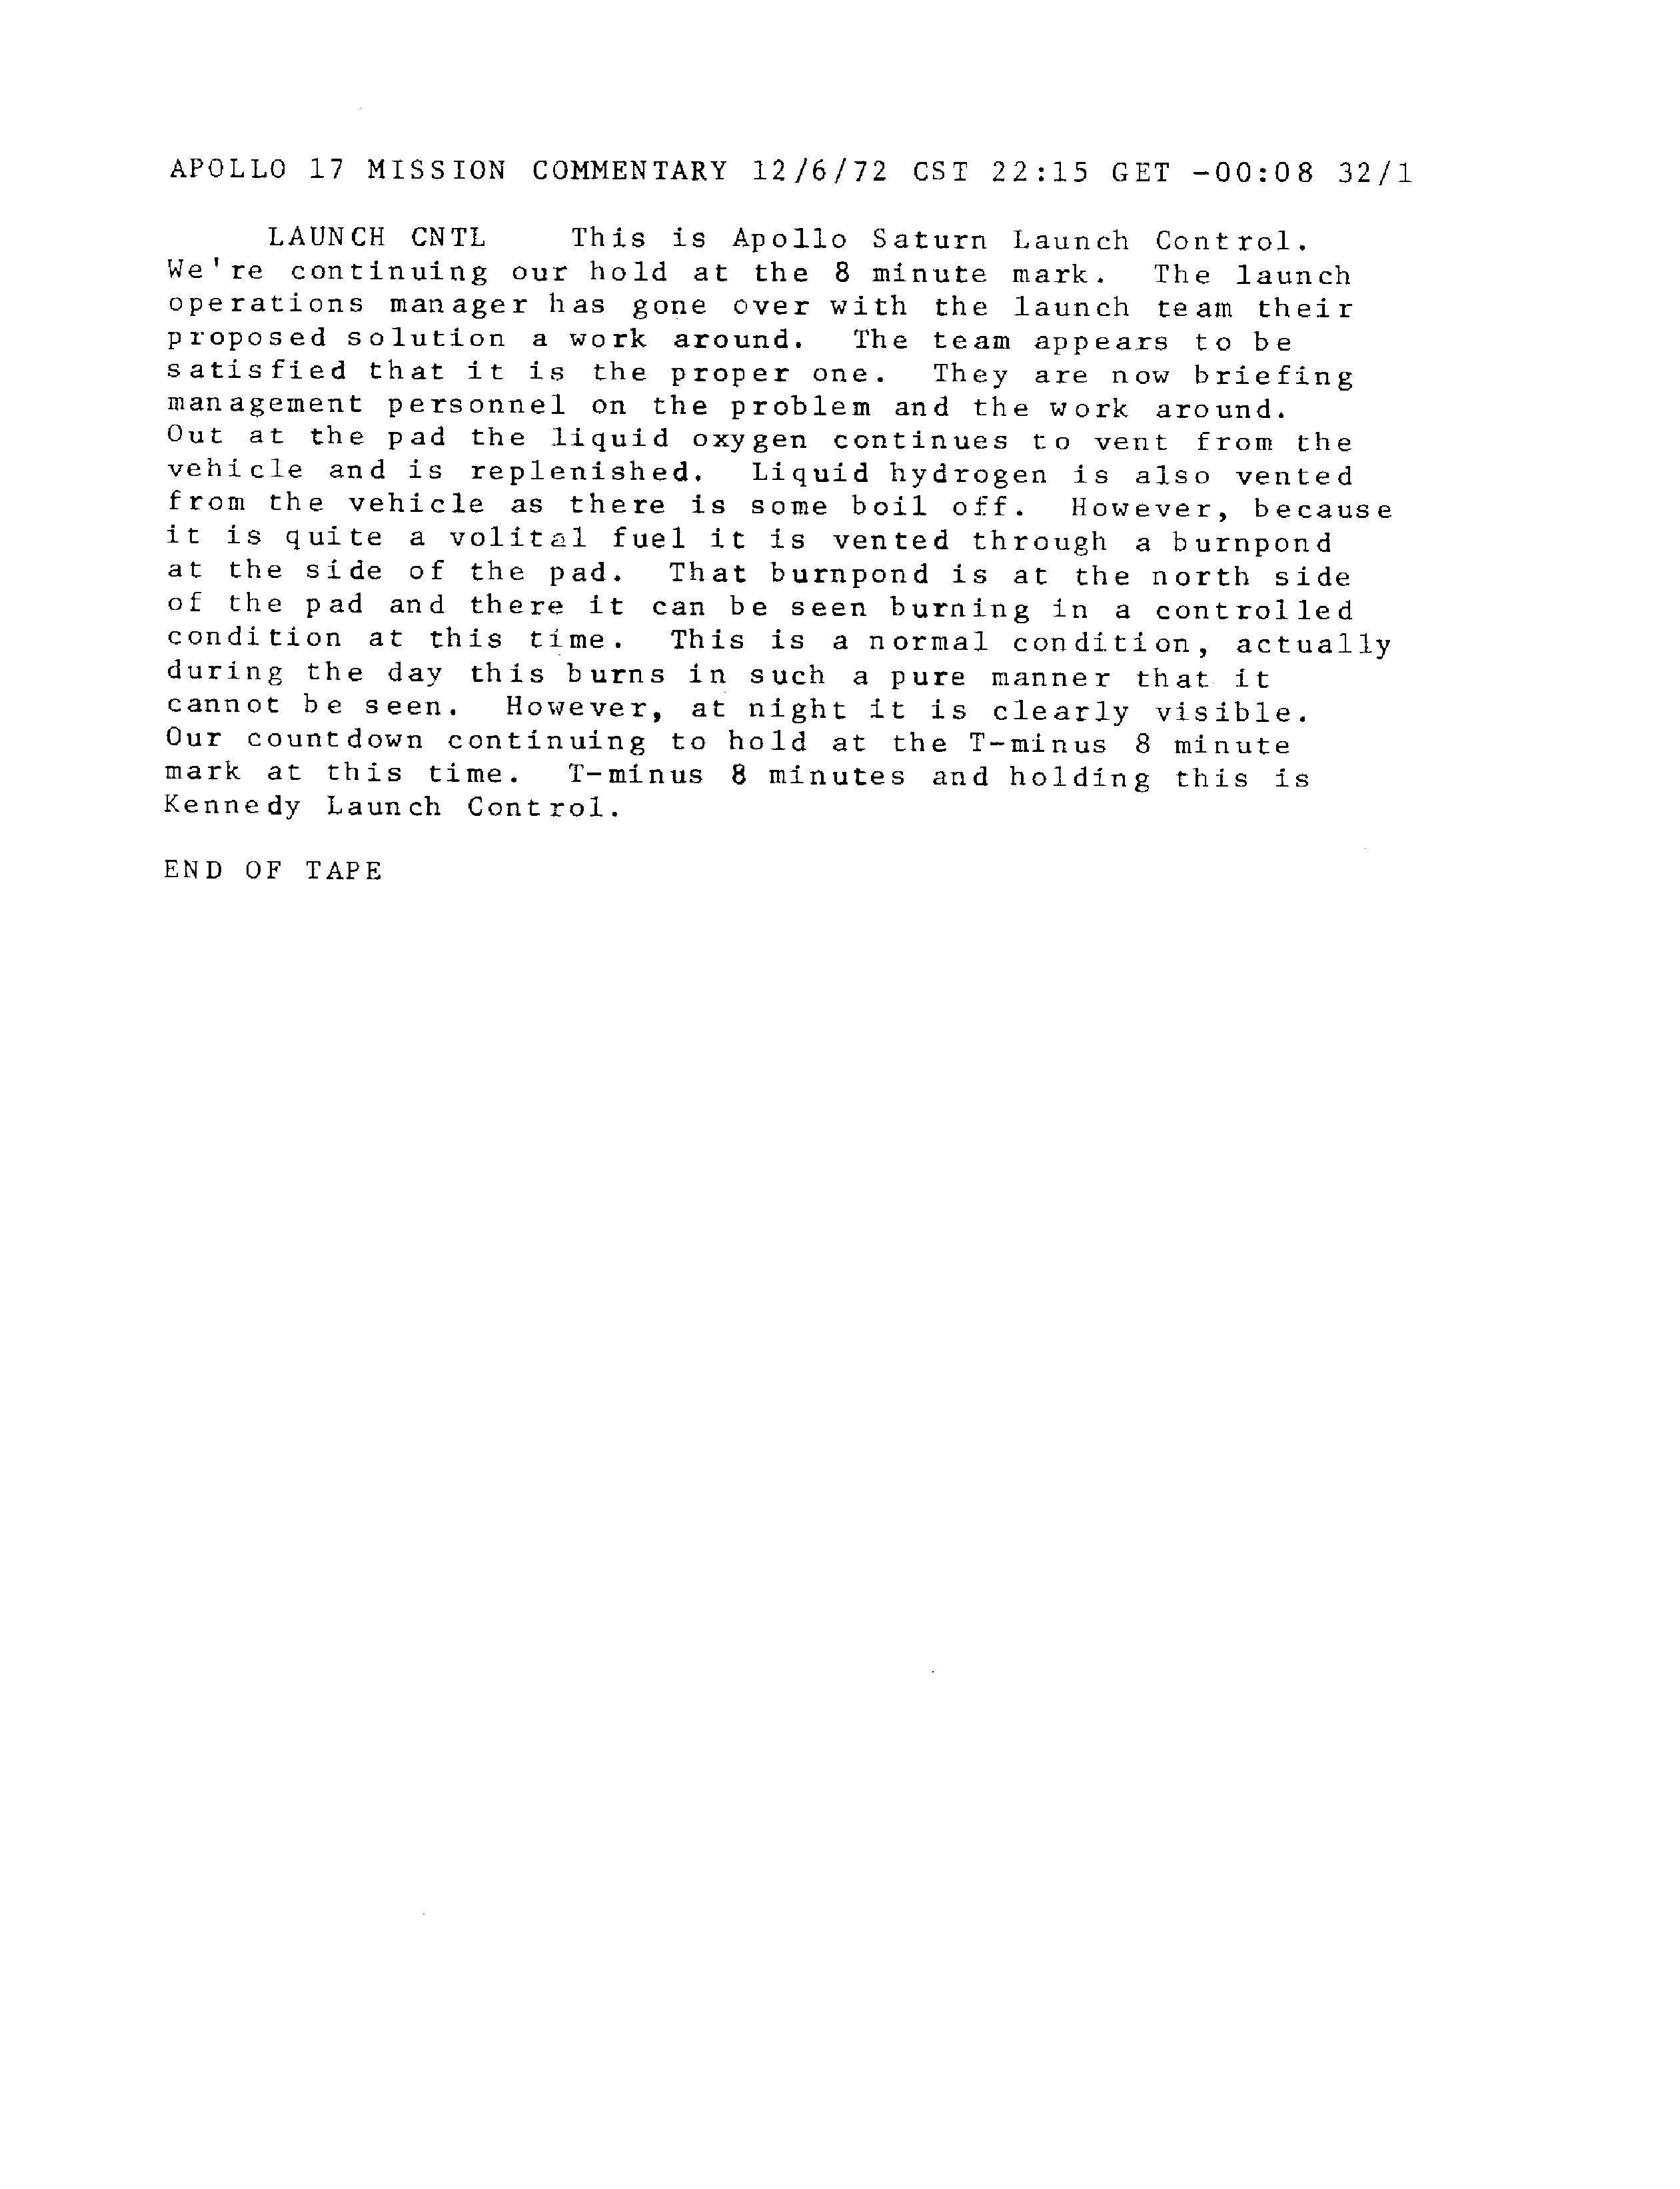 APOLLO 17 MISSION COMMENTARY 12/6/72 CST 22:15 GET -00:08 32/1
LAUNCH CNTL This is Apollo Saturn Launch Control.
We're continuing our hold at the 8 minute mark. The launch
operations manager has gone over with the launch team their
proposed solution a work around. The team appears to be
satisfied that it is the proper one. They are now briefing
management personnel on the problem and the work around.
Out at the pad the liquid oxygen continues to vent from the
vehicle and is replenished. Liquid hydrogen is also vented
from the vehicle as there is some boil off. However, because
it is quite a volital fuel it is vented through a burnpond
at the side of the pad. That burnpond is at the north side
of the pad and there it can be seen burning in a controlled
condition at this time. This is a normal condition, actually
during the day this burns in such a pure manner that it
cannot be seen. However, at night it is clearly visible.
Our countdown continuing to hold at the T-minus 8 minute
mark at this time. T-minus 8 minutes and holding this is
Kennedy Launch Control.
END OF TAPE